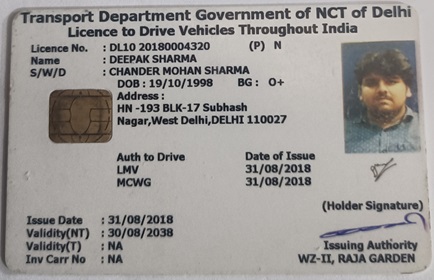 Transport Department Government of NCT of Delhi
Licence to Drive Vehicles Throughout India
Licence No. : DL10 20180004320 (P) N
Name : DEEPAK SHARMA
S/W/D : CHANDER MOHAN SHARMA
DOB : 19/10/1998 BG : O+
Address :
HN -193 BLK-17 Subhash
Nagar,West Delhi,DELHI 110027
Auth to Drive Date of Issue
LMV 31/08/2018
MCWG 31/08/2018
(Holder Signature)
Issue Date : 31/08/2018
Validity(NT) : 30/08/2038
Validity(T) : NA
Inv Carr No : NA
Issuing Authority
WZ-II, RAJA GARDEN